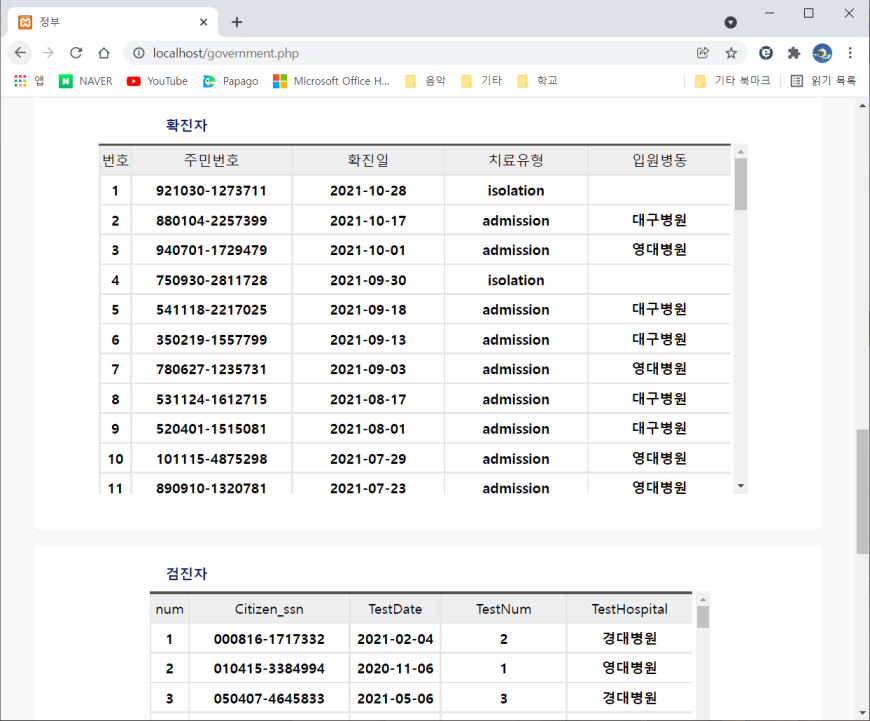 정부
localhost/government.php
앱 NAVER YouTube Papago Microsoft Office H... 음악 기타 학교 기타 북마크 읽기 목록
확진자
번호 주민번호 확진일 치료유형 입원병동
1 921030-1273711 2021-10-28 isolation
2 880104-2257399 2021-10-17 admission 대구병원
3 940701-1729479 2021-10-01 admission 영대병원
4 750930-2811728 2021-09-30 isolation
5 541118-2217025 2021-09-18 admission 대구병원
6 350219-1557799 2021-09-13 admission 대구병원
7 780627-1235731 2021-09-03 admission 영대병원
8 531124-1612715 2021-08-17 admission 대구병원
9 520401-1515081 2021-08-01 admission 대구병원
10 101115-4875298 2021-07-29 admission 영대병원
11 890910-1320781 2021-07-23 admission 영대병원
검진자
num Citizen_ssn TestDate TestNum TestHospital
1 000816-1717332 2021-02-04 2 경대병원
2 010415-3384994 2020-11-06 1 영대병원
3 050407-4645833 2021-05-06 3 경대병원